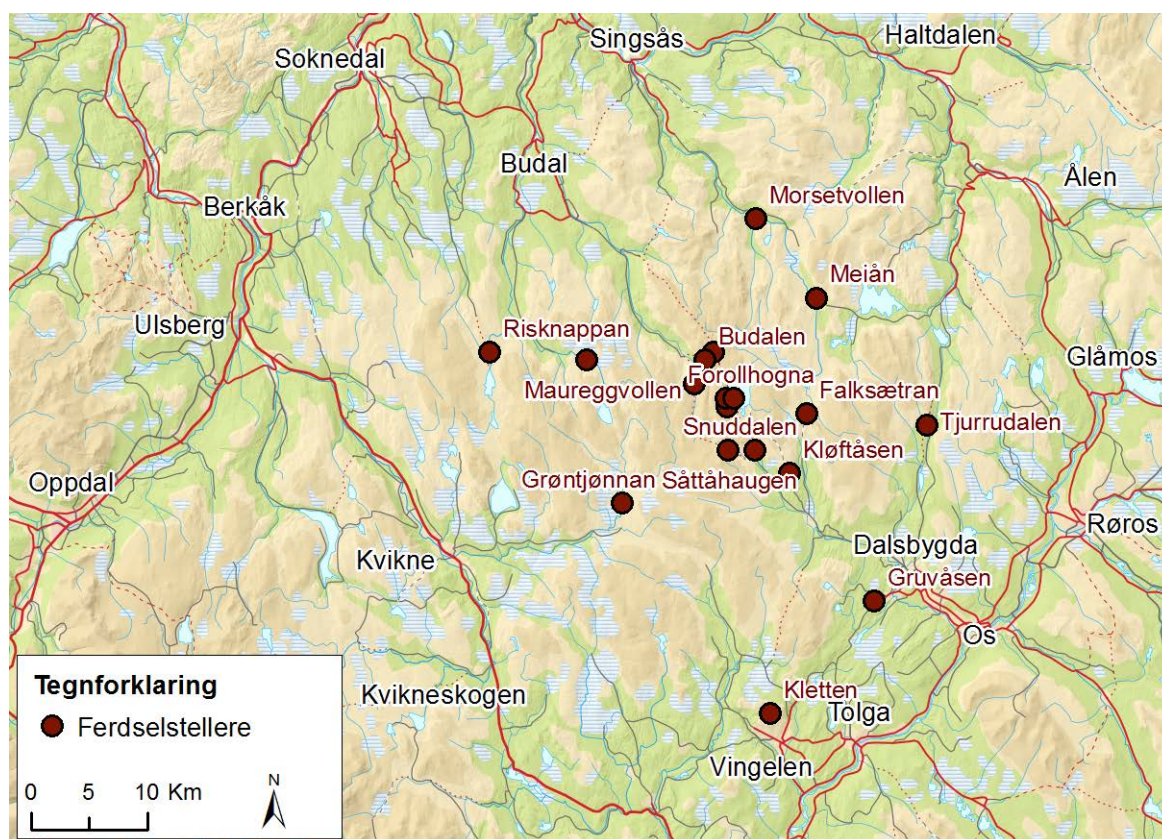 Singsås
Haltdalen
Soknedal
Budal
Ålen
Morsetvollen
Berkåk
Meiån
Ulsberg
Risknappan
Budalen
Glåmos
Forollhogna
Maureggvollen
Falksætran
Tjurrudalen
Snuddalen
Kløftåsen
Oppdal
Grøntjønnan
Såttåhaugen
Røros
Kvikne
Dalsbygda
Gruvåsen
Os
Kvikneskogen
Kletten
Tolga
Vingelen
Tegnforklaring
Ferdselstellere
0 5 10 Km
N